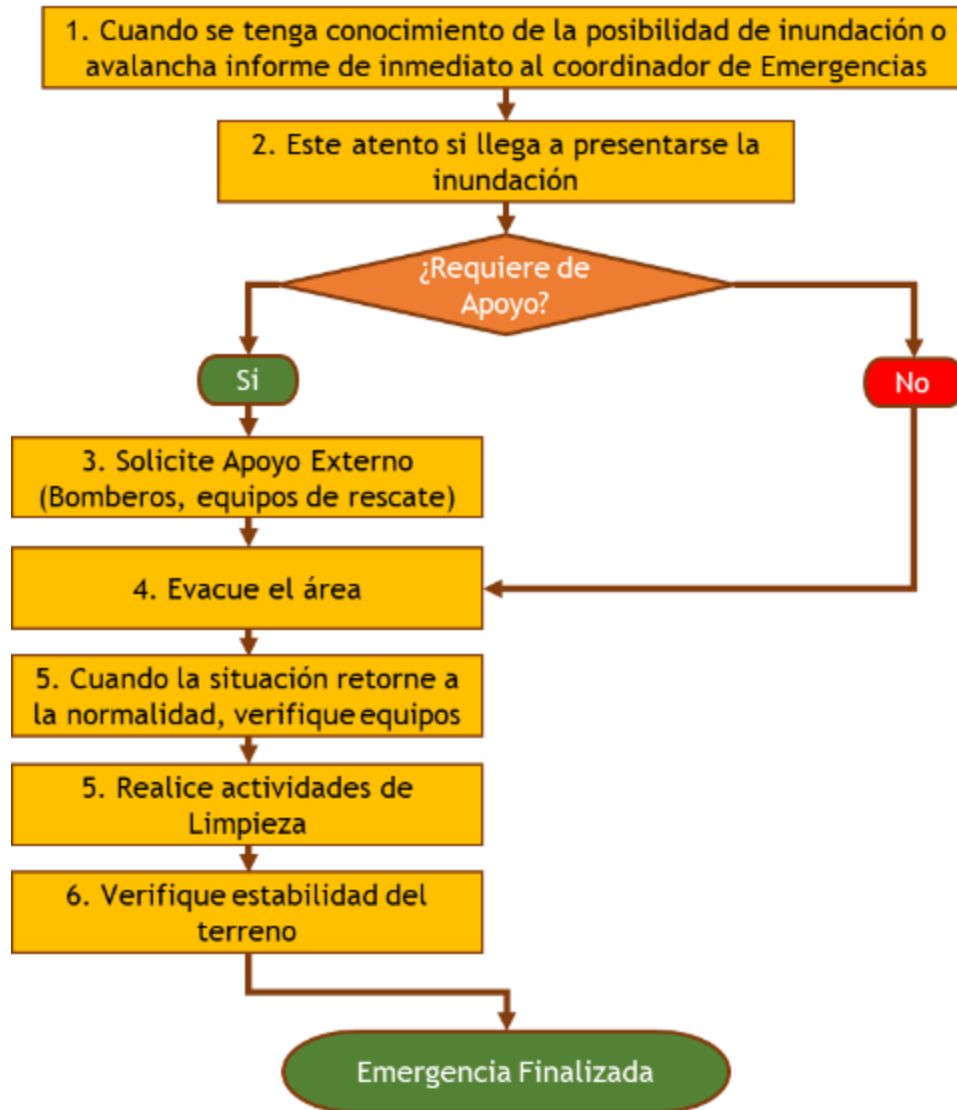 1. Cuando se tenga conocimiento de la posibilidad de inundación o
avalancha informe de inmediato al coordinador de Emergencias
2. Este atento si llega a presentarse la
inundación
¿Requiere de
Apoyo?
Si
No
3. Solicite Apoyo Externo
(Bomberos, equipos de rescate)
4. Evacue el área
5. Cuando la situación retorne a
la normalidad, verifique equipos
5. Realice actividades de
Limpieza
6. Verifique estabilidad del
terreno
Emergencia Finalizada